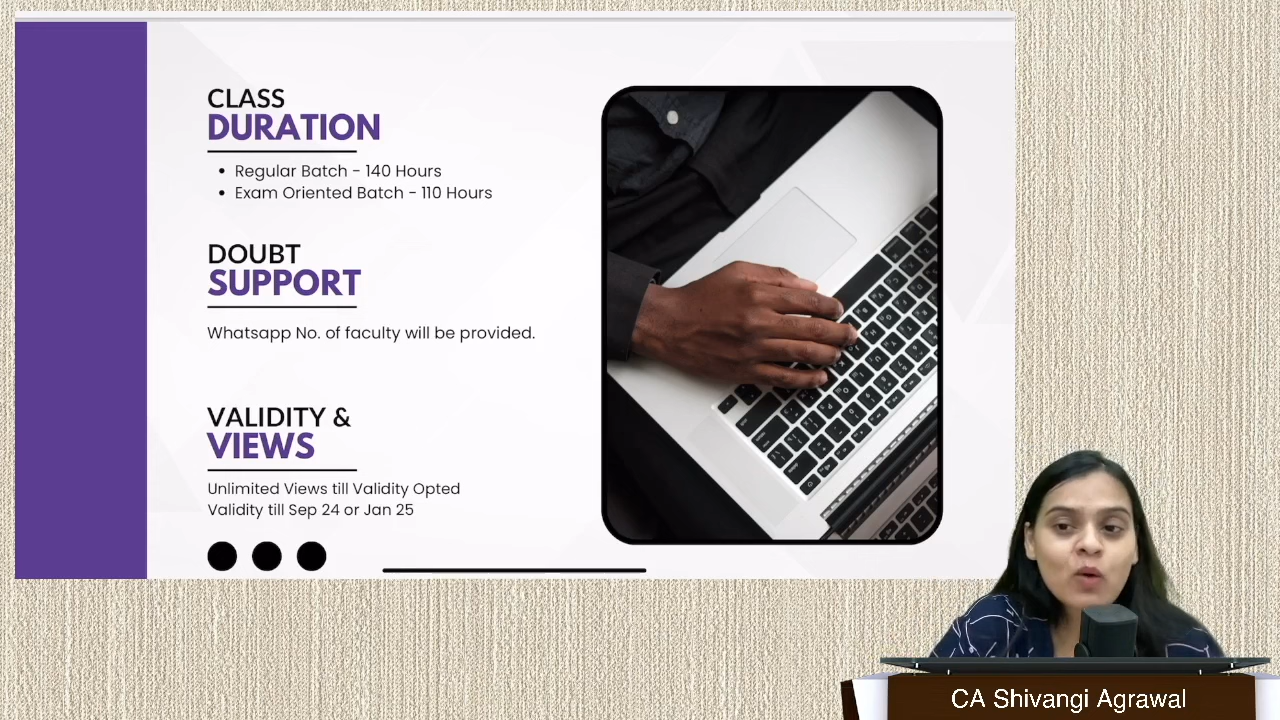 CLASS
DURATION
• Regular Batch - 140 Hours
• Exam Oriented Batch - 110 Hours
DOUBT
SUPPORT
Whatsapp No. of faculty will be provided.
VALIDITY &
VIEWS
Unlimited Views till Validity Opted
Validity till Sep 24 or Jan 25
CA Shivangi Agrawal